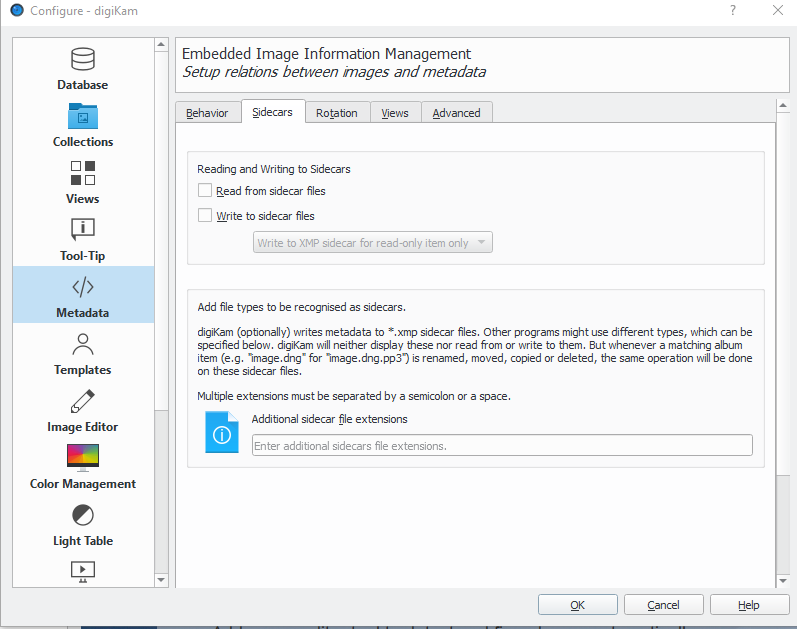 Configure - digiKam
?
Database
Collections
Views
Tool-Tip
Metadata
Templates
Image Editor
Color Management
Light Table
Embedded Image Information Management
Setup relations between images and metadata
Behavior Sidecars Rotation Views Advanced
Reading and Writing to Sidecars
Read from sidecar files
Write to sidecar files
Write to XMP sidecar for read-only item only
Add file types to be recognised as sidecars.
digiKam (optionally) writes metadata to *.xmp sidecar files. Other programs might use different types, which can be
specified below. digiKam will neither display these nor read from or write to them. But whenever a matching album
item (e.g. "image.dng" for "image.dng.pp3") is renamed, moved, copied or deleted, the same operation will be done
on these sidecar files.
Multiple extensions must be separated by a semicolon or a space.
Additional sidecar file extensions
Enter additional sidecars file extensions.
OK Cancel Help